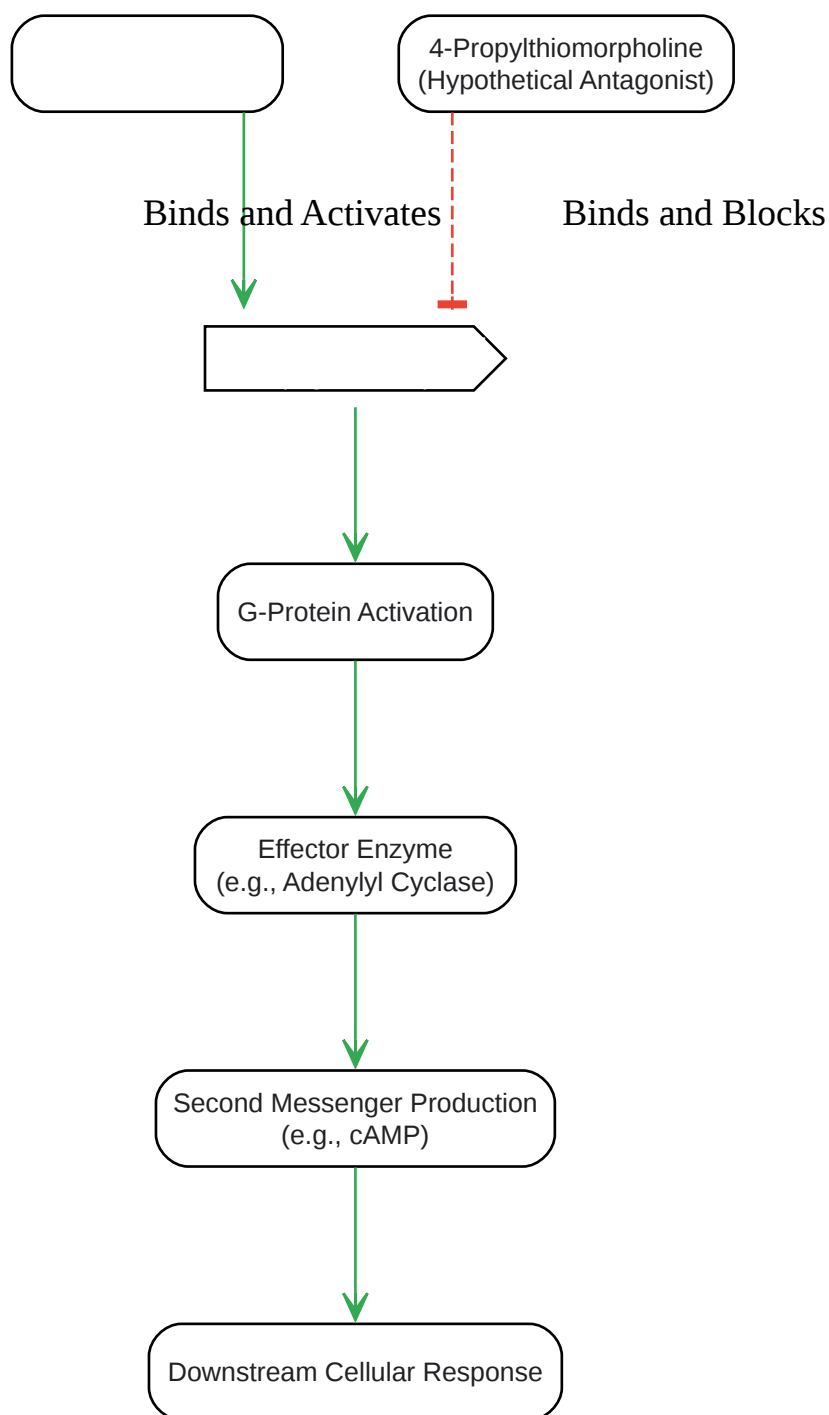 4-Propylthiomorpholine
(Hypothetical Antagonist)
Binds and Activates
Binds and Blocks
G-Protein Activation
Effector Enzyme
(e.g., Adenylyl Cyclase)
Second Messenger Production
(e.g., cAMP)
Downstream Cellular Response